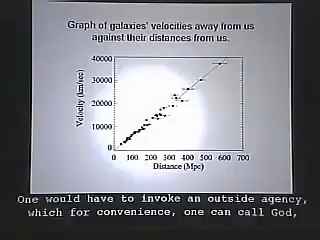 Graph of galaxies' velocities away from us
against their distances from us.
40000
30000
20000
10000
0
Velocity (km/sec)
0 100 200 300 400 500 600 700
Distance (Mpc)
One would have to invoke an outside agency,
which for convenience, one can call God,